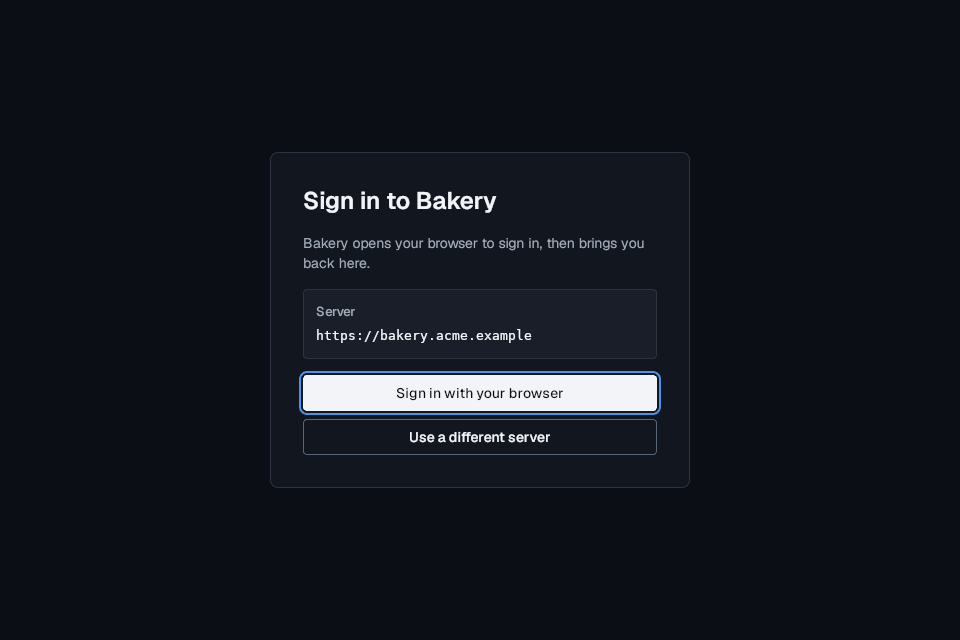 Sign in to Bakery
Bakery opens your browser to sign in, then brings you
back here.
Server
https://bakery.acme.example
Sign in with your browser
Use a different server